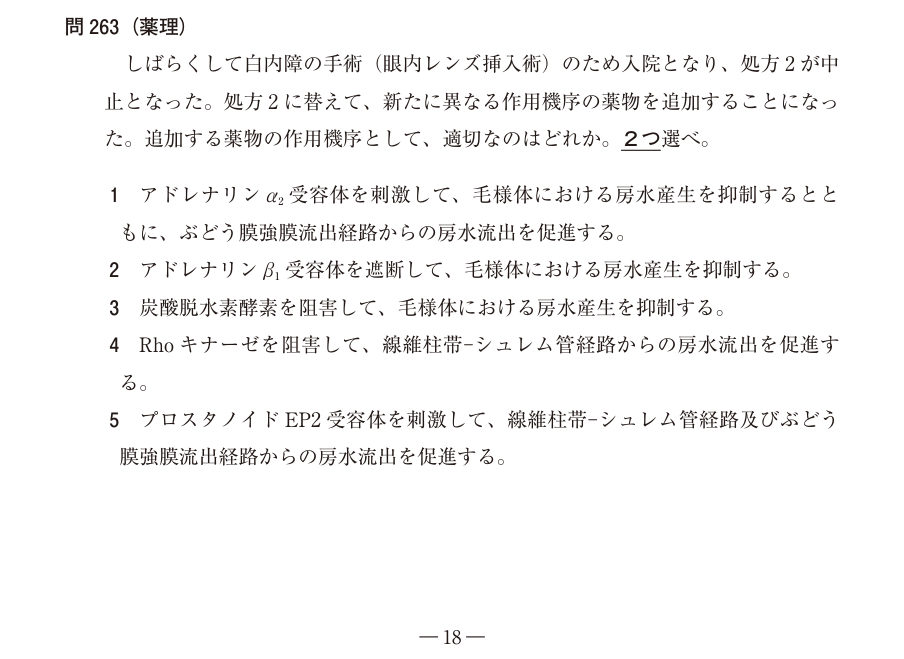 問 263（薬理）
しばらくして白内障の手術（眼内レンズ挿入術）のため入院となり、処方２が中
止となった。処方２に替えて、新たに異なる作用機序の薬物を追加することになっ
た。追加する薬物の作用機序として、適切なのはどれか。２つ選べ。
1 アドレナリン α₂ 受容体を刺激して、毛様体における房水産生を抑制するとと
もに、ぶどう膜強膜流出経路からの房水流出を促進する。
2 アドレナリン β₁ 受容体を遮断して、毛様体における房水産生を抑制する。
3 炭酸脱水素酵素を阻害して、毛様体における房水産生を抑制する。
4 Rho キナーゼを阻害して、線維柱帯−シュレム管経路からの房水流出を促進す
る。
5 プロスタノイド EP2 受容体を刺激して、線維柱帯−シュレム管経路及びぶどう
膜強膜流出経路からの房水流出を促進する。
— 18 —